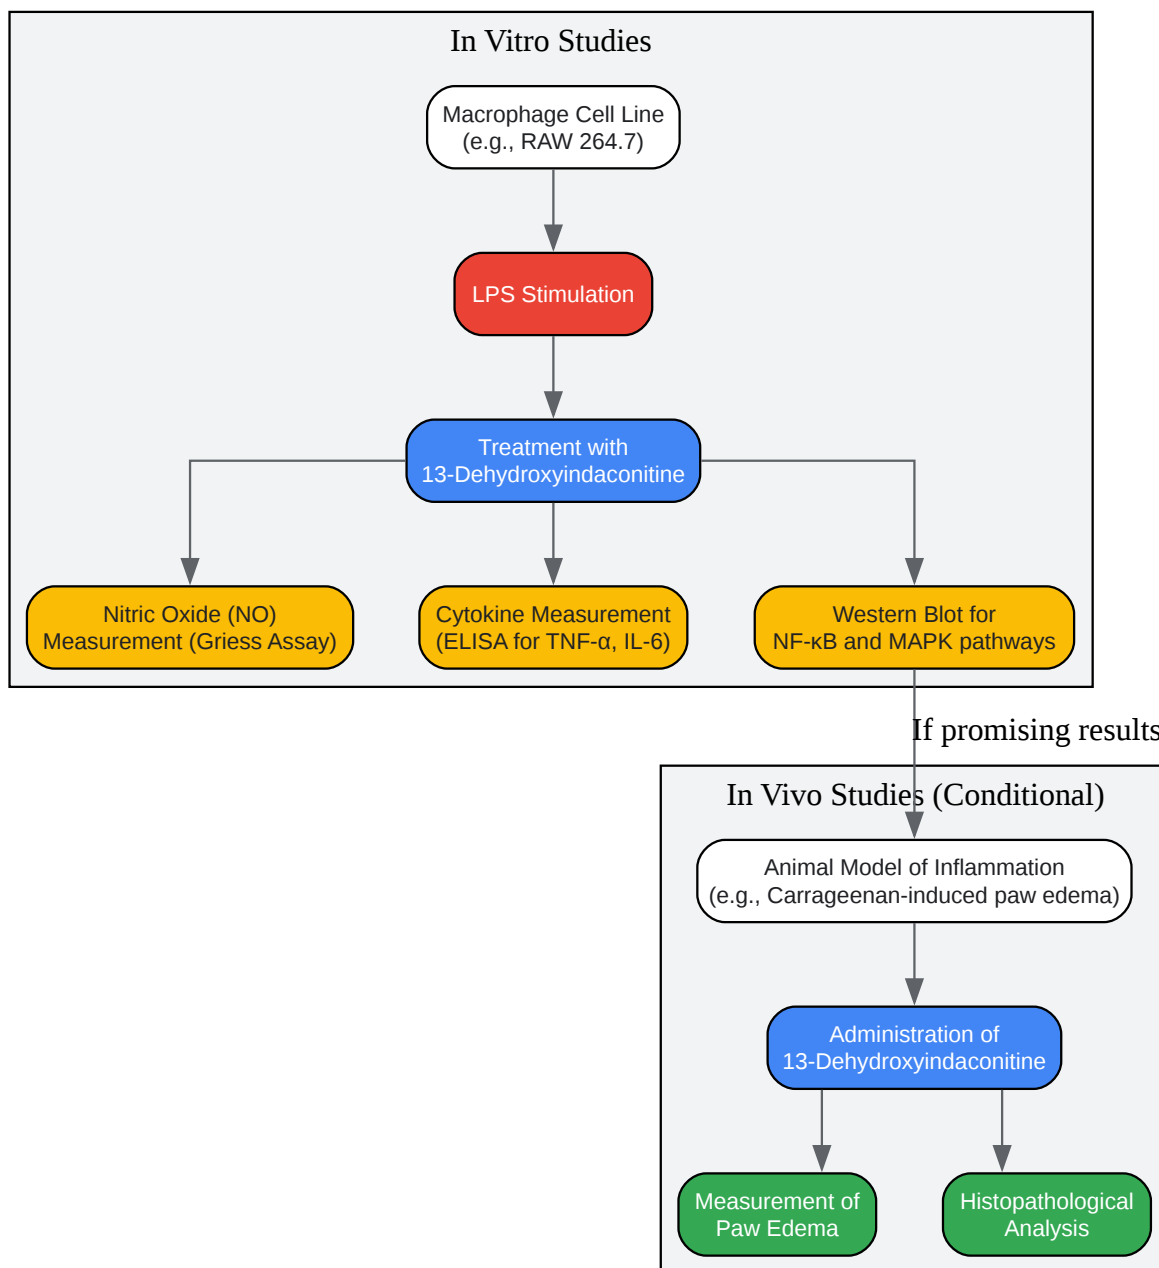 In Vitro Studies
Macrophage Cell Line
(e.g., RAW 264.7)
LPS Stimulation
Treatment with
13-Dehydroxyindaconitine
Nitric Oxide (NO)
Measurement (Griess Assay)
Cytokine Measurement
(ELISA for TNF-α, IL-6)
Western Blot for
NF-κB and MAPK pathways
If promising results
In Vivo Studies (Conditional)
Animal Model of Inflammation
(e.g., Carrageenan-induced paw edema)
Administration of
13-Dehydroxyindaconitine
Measurement of
Paw Edema
Histopathological
Analysis